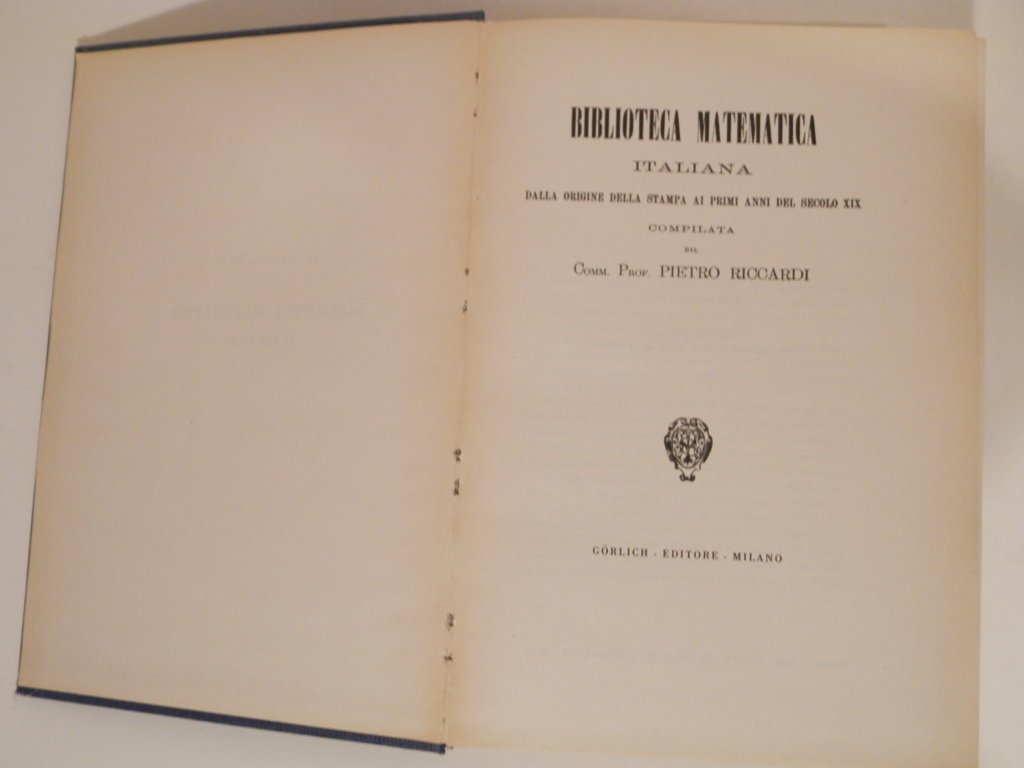 BIBLIOTECA MATEMATICA
ITALIANA
DALLA ORIGINE DELLA STAMPA AI PRIMI ANNI DEL SECOLO XIX
COMPILATA
DAL
COMM. PROF. PIETRO RICCARDI
GÖRLICH - EDITORE - MILANO